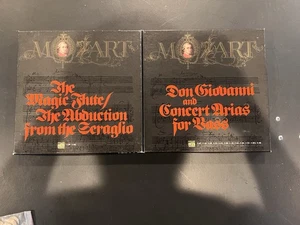 MOZART
The
Magic Flute/
The Abduction
from the Seraglio
MOZART
Don Giovanni
and
Concert Arias
for Bass